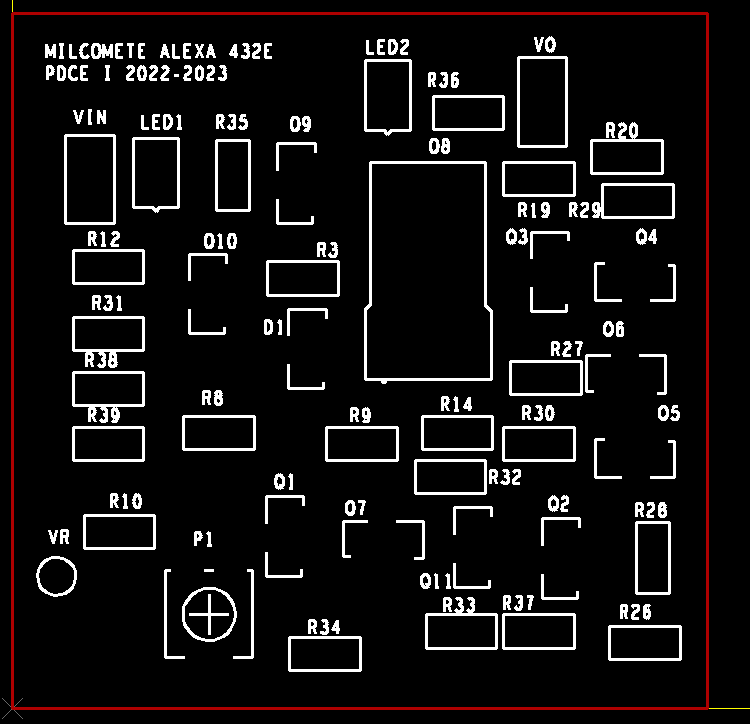 MILCOMETE ALEXA 432E
PDCE I 2022-2023
LED2
VO
R36
VIN
LED1
R35
Q9
R20
Q8
R19
R29
R12
Q10
R3
Q3
Q4
R31
D1
Q6
R38
R27
R39
R8
R9
R14
R30
Q5
R32
R10
Q1
Q7
Q2
R28
VR
P1
Q11
R33
R37
R26
R34